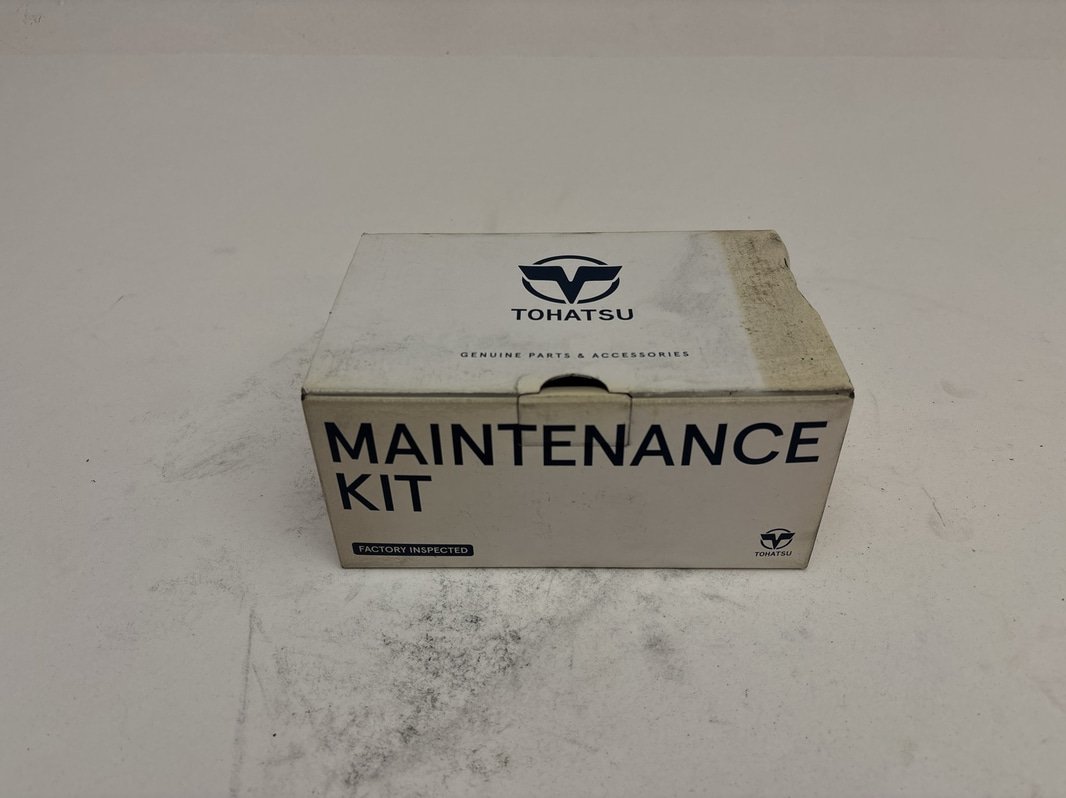 TOHATSU
GENUINE PARTS & ACCESSORIES
MAINTENANCE
KIT
FACTORY INSPECTED
TOHATSU